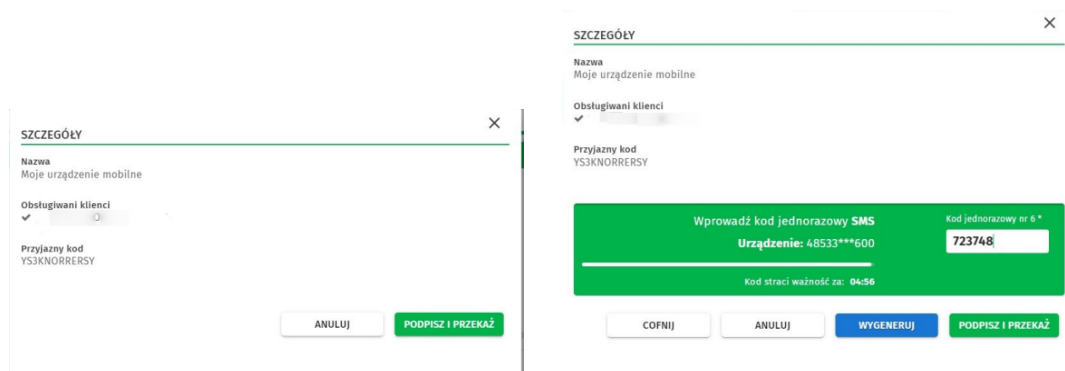 SZCZEGÓŁY
Nazwa
Moje urządzenie mobilne
Obsługiwani klienci
Przyjazny kod
YS3KNORRERSY
ANULUJ
PODPISZ I PRZEKAŻ
SZCZEGÓŁY
Nazwa
Moje urządzenie mobilne
Obsługiwani klienci
Przyjazny kod
YS3KNORRERSY
Wprowadź kod jednorazowy SMS
Urządzenie: 48533***600
Kod straci ważność za: 04:56
Kod jednorazowy nr 6 *
723748
COFNIJ
ANULUJ
WYGENERUJ
PODPISZ I PRZEKAŻ